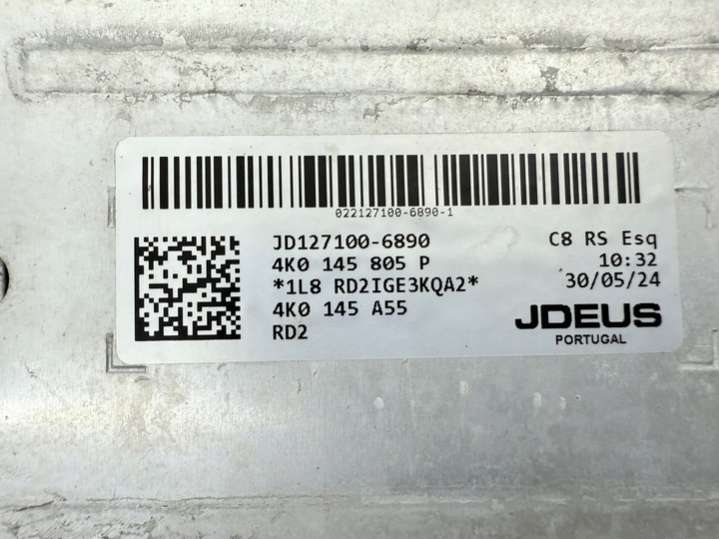 022127100-6890-1
JD127100-6890
C8 RS Esq
4K0 145 805 P
10:32
*1L8 RD2IGE3KQA2*
30/05/24
4K0 145 A55
JDEUS
RD2
PORTUGAL